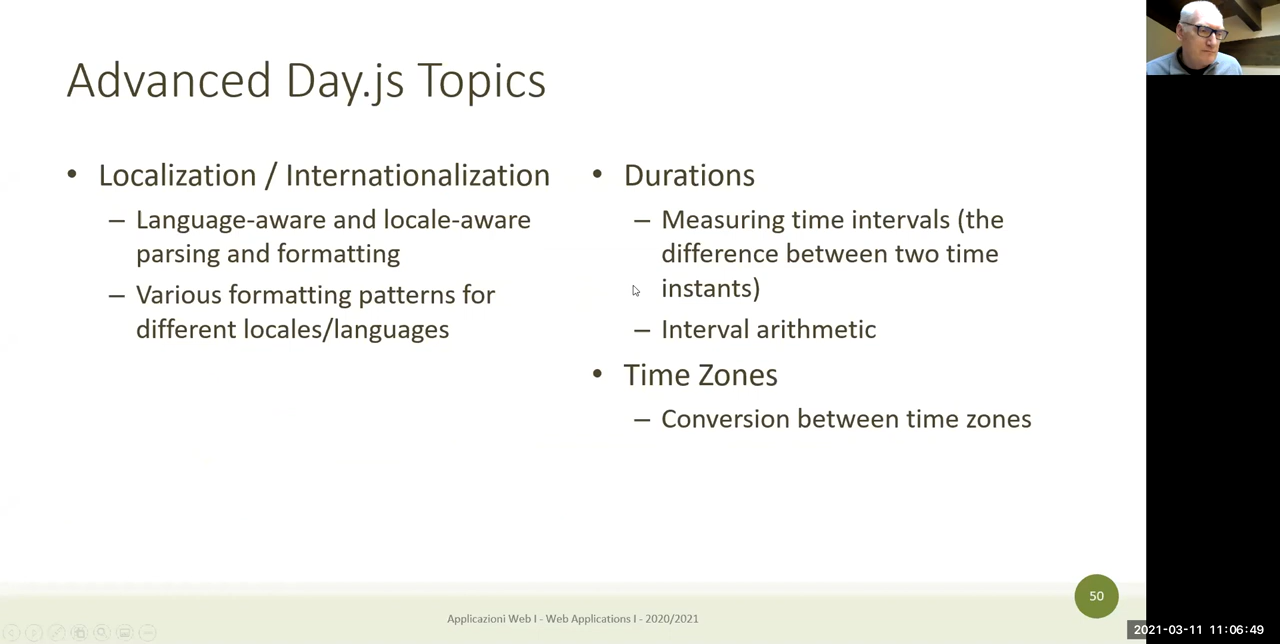 Advanced Day.js Topics
• Localization / Internationalization
– Language-aware and locale-aware
parsing and formatting
– Various formatting patterns for
different locales/languages
• Durations
– Measuring time intervals (the
difference between two time
instants)
– Interval arithmetic
• Time Zones
– Conversion between time zones
50
Applicazioni Web I - Web Applications I - 2020/2021
2021-03-11 11:06:49